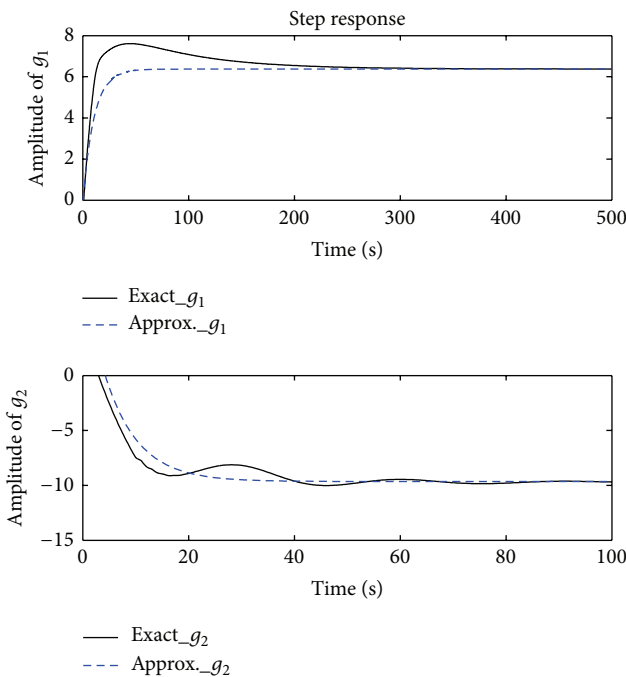 Step response
Amplitude of g1
8
6
4
2
0
0 100 200 300 400 500
Time (s)
Exact_g1
Approx._g1
Amplitude of g2
0
−5
−10
−15
0 20 40 60 80 100
Time (s)
Exact_g2
Approx._g2